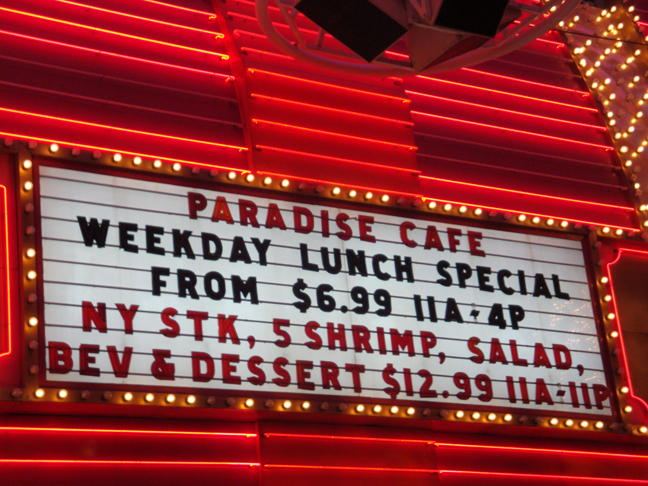 PARADISE CAFE
WEEKDAY LUNCH SPECIAL
FROM $6.99 11A-4P
NY STK, 5 SHRIMP, SALAD,
BEV & DESSERT $12.99 11A-11P